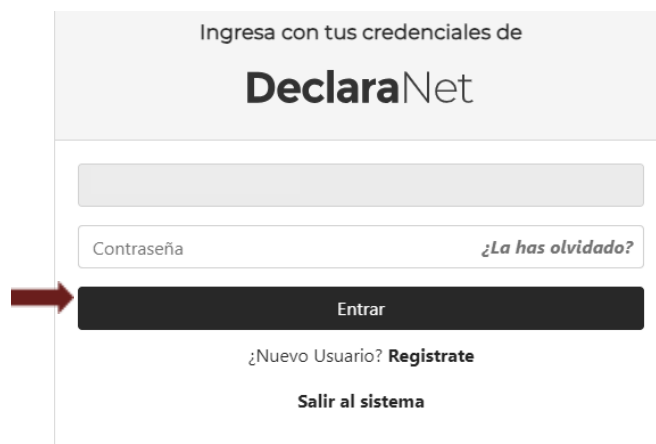 Ingresa con tus credenciales de
DeclaraNet
Contraseña ¿La has olvidado?
Entrar
¿Nuevo Usuario? Registrate
Salir al sistema